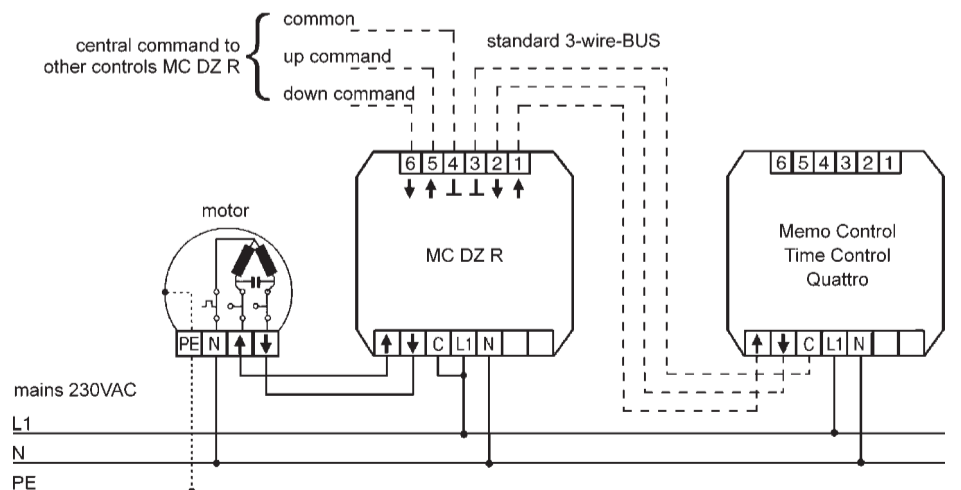 common
central command to
other controls MC DZ R
up command
down command
standard 3-wire-BUS
6 5 4 3 2 1
6 5 4 3 2 1
motor
MC DZ R
Memo Control
Time Control
Quattro
PE N
C L1 N
C L1 N
mains 230VAC
L1
N
PE